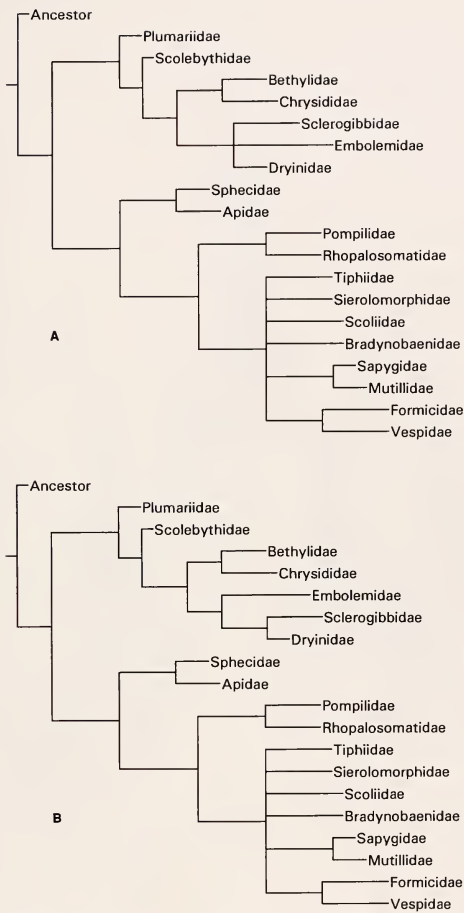 Ancestor
Plumariidae
Scolebythidae
Bethylidae
Chrysididae
Sclerogibbidae
Embolemidae
Dryinidae
Sphecidae
Apidae
Pompilidae
Rhopalosomatidae
Tiphiidae
Sierolomorphidae
Scoliidae
A
Bradynobaenidae
Sapygidae
Mutillidae
Formicidae
Vespidae
Ancestor
Plumariidae
Scolebythidae
Bethylidae
Chrysididae
Embolemidae
Sclerogibbidae
Dryinidae
Sphecidae
Apidae
Pompilidae
Rhopalosomatidae
Tiphiidae
Sierolomorphidae
Scoliidae
B
Bradynobaenidae
Sapygidae
Mutillidae
Formicidae
Vespidae